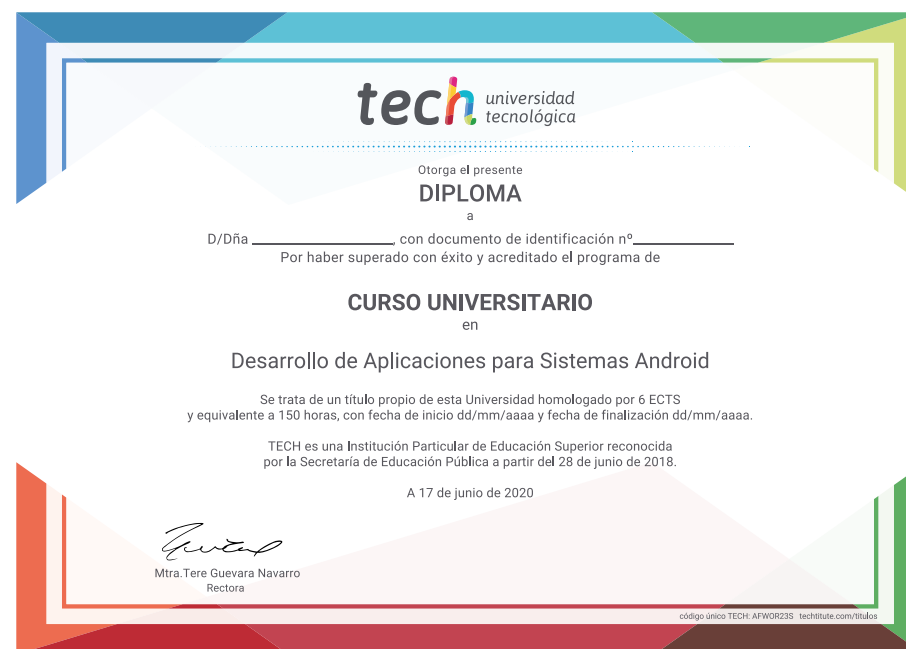 tech universidad
tecnológica
Otorga el presente
DIPLOMA
a
D/Dña ____________________, con documento de identificación nº______________
Por haber superado con éxito y acreditado el programa de
CURSO UNIVERSITARIO
en
Desarrollo de Aplicaciones para Sistemas Android
Se trata de un título propio de esta Universidad homologado por 6 ECTS
y equivalente a 150 horas, con fecha de inicio dd/mm/aaaa y fecha de finalización dd/mm/aaaa.
TECH es una Institución Particular de Educación Superior reconocida
por la Secretaría de Educación Pública a partir del 28 de junio de 2018.
A 17 de junio de 2020
Mtra.Tere Guevara Navarro
Rectora
código único TECH: AFWOR23S techtitute.com/titulos